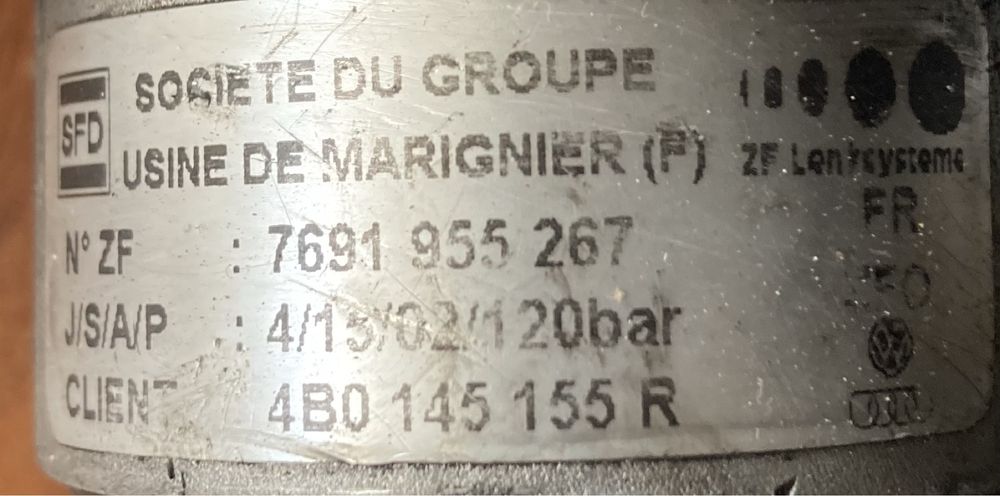 SFD
SOCIETE DU GROUPE
USINE DE MARIGNIER (F)
ZF Lenksysteme
FR
N° ZF : 7691 955 267
J/S/A/P : 4/15/02/120bar
CLIENT : 4B0 145 155 R